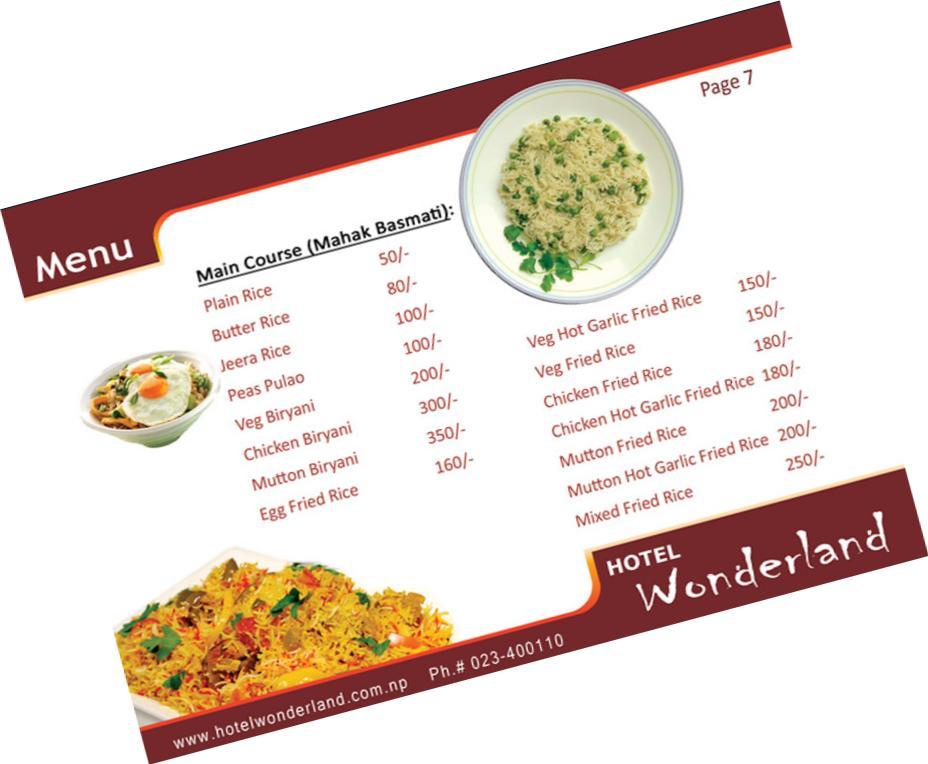 Page 7
Menu
Main Course (Mahak Basmati):
Plain Rice 50/-
Butter Rice 80/-
Jeera Rice 100/-
Peas Pulao 100/-
Veg Biryani 200/-
Chicken Biryani 300/-
Mutton Biryani 350/-
Egg Fried Rice 160/-
Veg Hot Garlic Fried Rice 150/-
Veg Fried Rice 150/-
Chicken Fried Rice 180/-
Chicken Hot Garlic Fried Rice 180/-
Mutton Fried Rice 200/-
Mutton Hot Garlic Fried Rice 200/-
Mixed Fried Rice 250/-
HOTEL
Wonderland
www.hotelwonderland.com.np Ph.# 023-400110